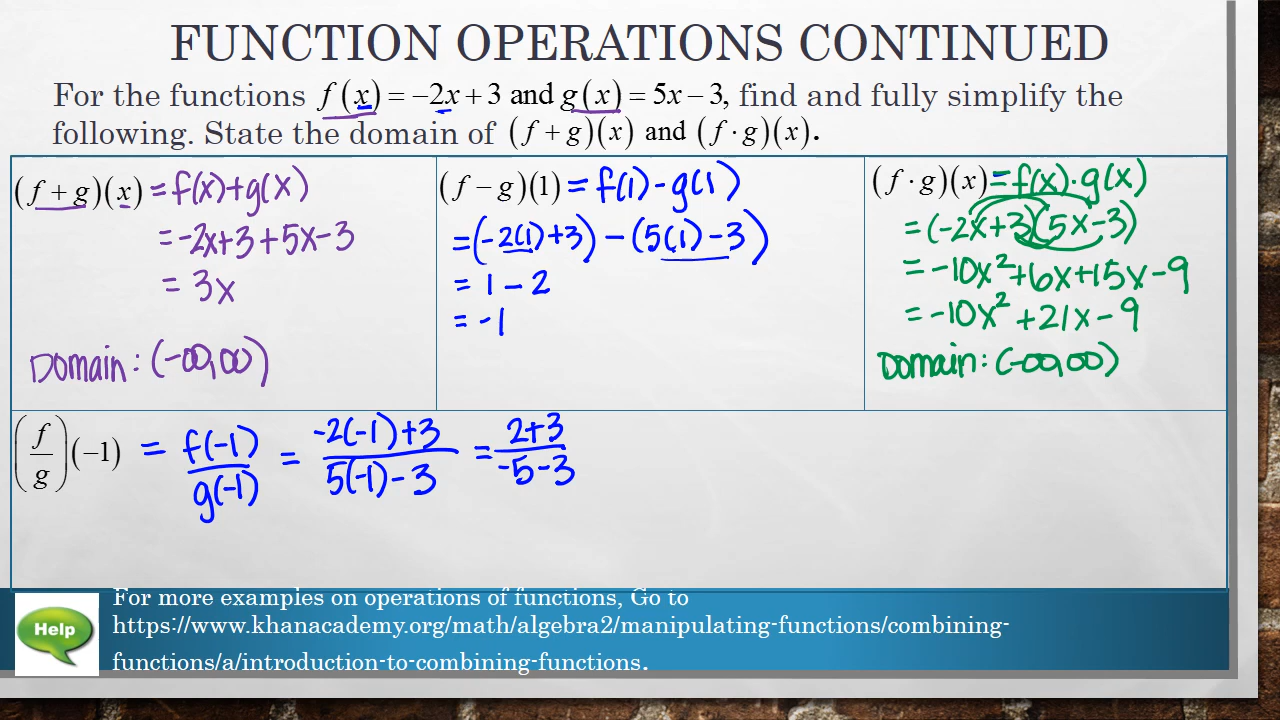 FUNCTION OPERATIONS CONTINUED
For the functions f(x) = −2x + 3 and g(x) = 5x − 3, find and fully simplify the
following. State the domain of (f + g)(x) and (f · g)(x).
(f + g)(x) = f(x)+g(x)
= -2x+3+5x-3
= 3x
Domain: (-∞,∞)
(f − g)(1) = f(1)-g(1)
= (-2(1)+3) - (5(1)-3)
= 1 - 2
= -1
(f · g)(x) = f(x)·g(x)
= (-2x+3)(5x-3)
= -10x²+6x+15x-9
= -10x²+21x-9
Domain: (-∞,∞)
(f/g)(−1) = f(-1)/g(-1) = -2(-1)+3/5(-1)-3 = 2+3/-5-3
Help
For more examples on operations of functions, Go to
https://www.khanacademy.org/math/algebra2/manipulating-functions/combining-
functions/a/introduction-to-combining-functions.